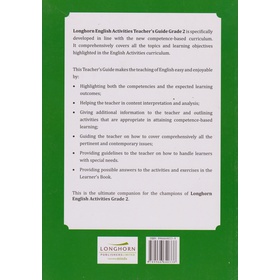 Longhorn English Activities Teacher's Guide Grade 2 is specifically
developed in line with the new competence-based curriculum.
It comprehensively covers all the topics and learning objectives
highlighted in the English Activities curriculum.
This Teacher's Guide makes the teaching of English easy and enjoyable
by:
• Highlighting both the competencies and the expected learning
outcomes;
• Helping the teacher in content interpretation and analysis;
• Giving additional information to the teacher and outlining
activities that are appropriate in attaining competence-based
learning.
• Guiding the teacher on how to cover comprehensively all the
pertinent and contemporary issues;
• Providing guidelines to the teacher on how to handle learners
with special needs.
• Providing possible answers to the activities and exercises in the
Learner's Book.
This is the ultimate companion for the champions of Longhorn
English Activities Grade 2.
LONGHORN
PUBLISHERS